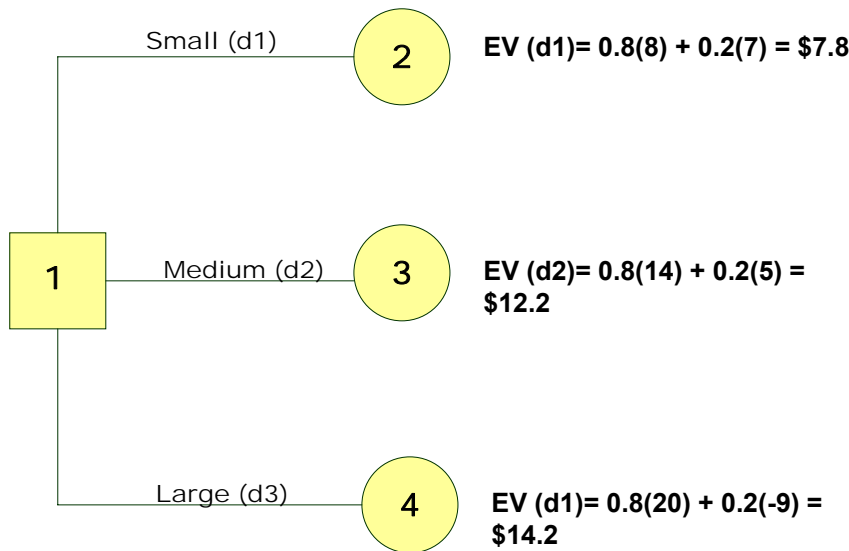 Small (d1)
2
EV (d1)= 0.8(8) + 0.2(7) = $7.8
1
Medium (d2)
3
EV (d2)= 0.8(14) + 0.2(5) =
$12.2
Large (d3)
4
EV (d1)= 0.8(20) + 0.2(-9) =
$14.2